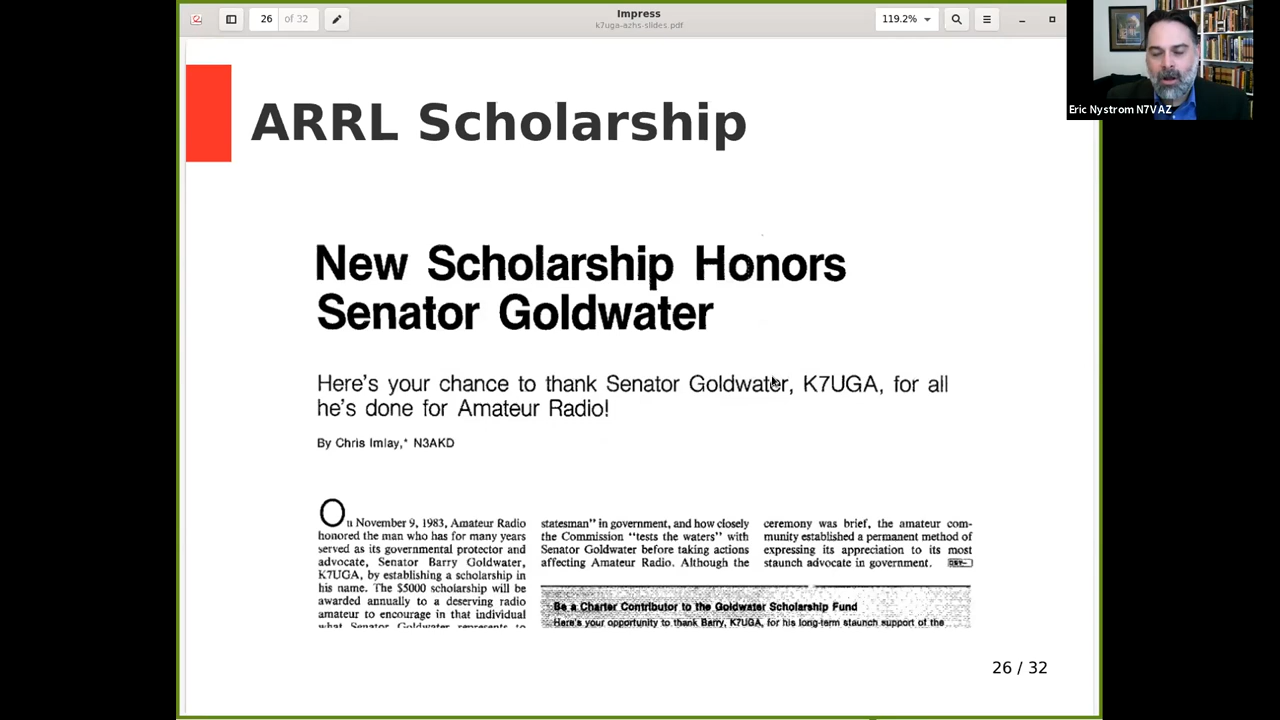 26 of 32
Impress
k7uga-azhs-slides.pdf
119.2%
Eric Nystrom N7VAZ
ARRL Scholarship
New Scholarship Honors
Senator Goldwater
Here's your chance to thank Senator Goldwater, K7UGA, for all
he's done for Amateur Radio!
By Chris Imlay,* N3AKD
On November 9, 1983, Amateur Radio
honored the man who has for many years
served as its governmental protector and
advocate, Senator Barry Goldwater,
K7UGA, by establishing a scholarship in
his name. The $5000 scholarship will be
awarded annually to a deserving radio
amateur to encourage in that individual
what Senator Goldwater represents to
statesman" in government, and how closely
the Commission "tests the waters" with
Senator Goldwater before taking actions
affecting Amateur Radio. Although the
ceremony was brief, the amateur com-
munity established a permanent method of
expressing its appreciation to its most
staunch advocate in government.
Be a Charter Contributor to the Goldwater Scholarship Fund
Here's your opportunity to thank Barry, K7UGA, for his long-term staunch support of the
26 / 32